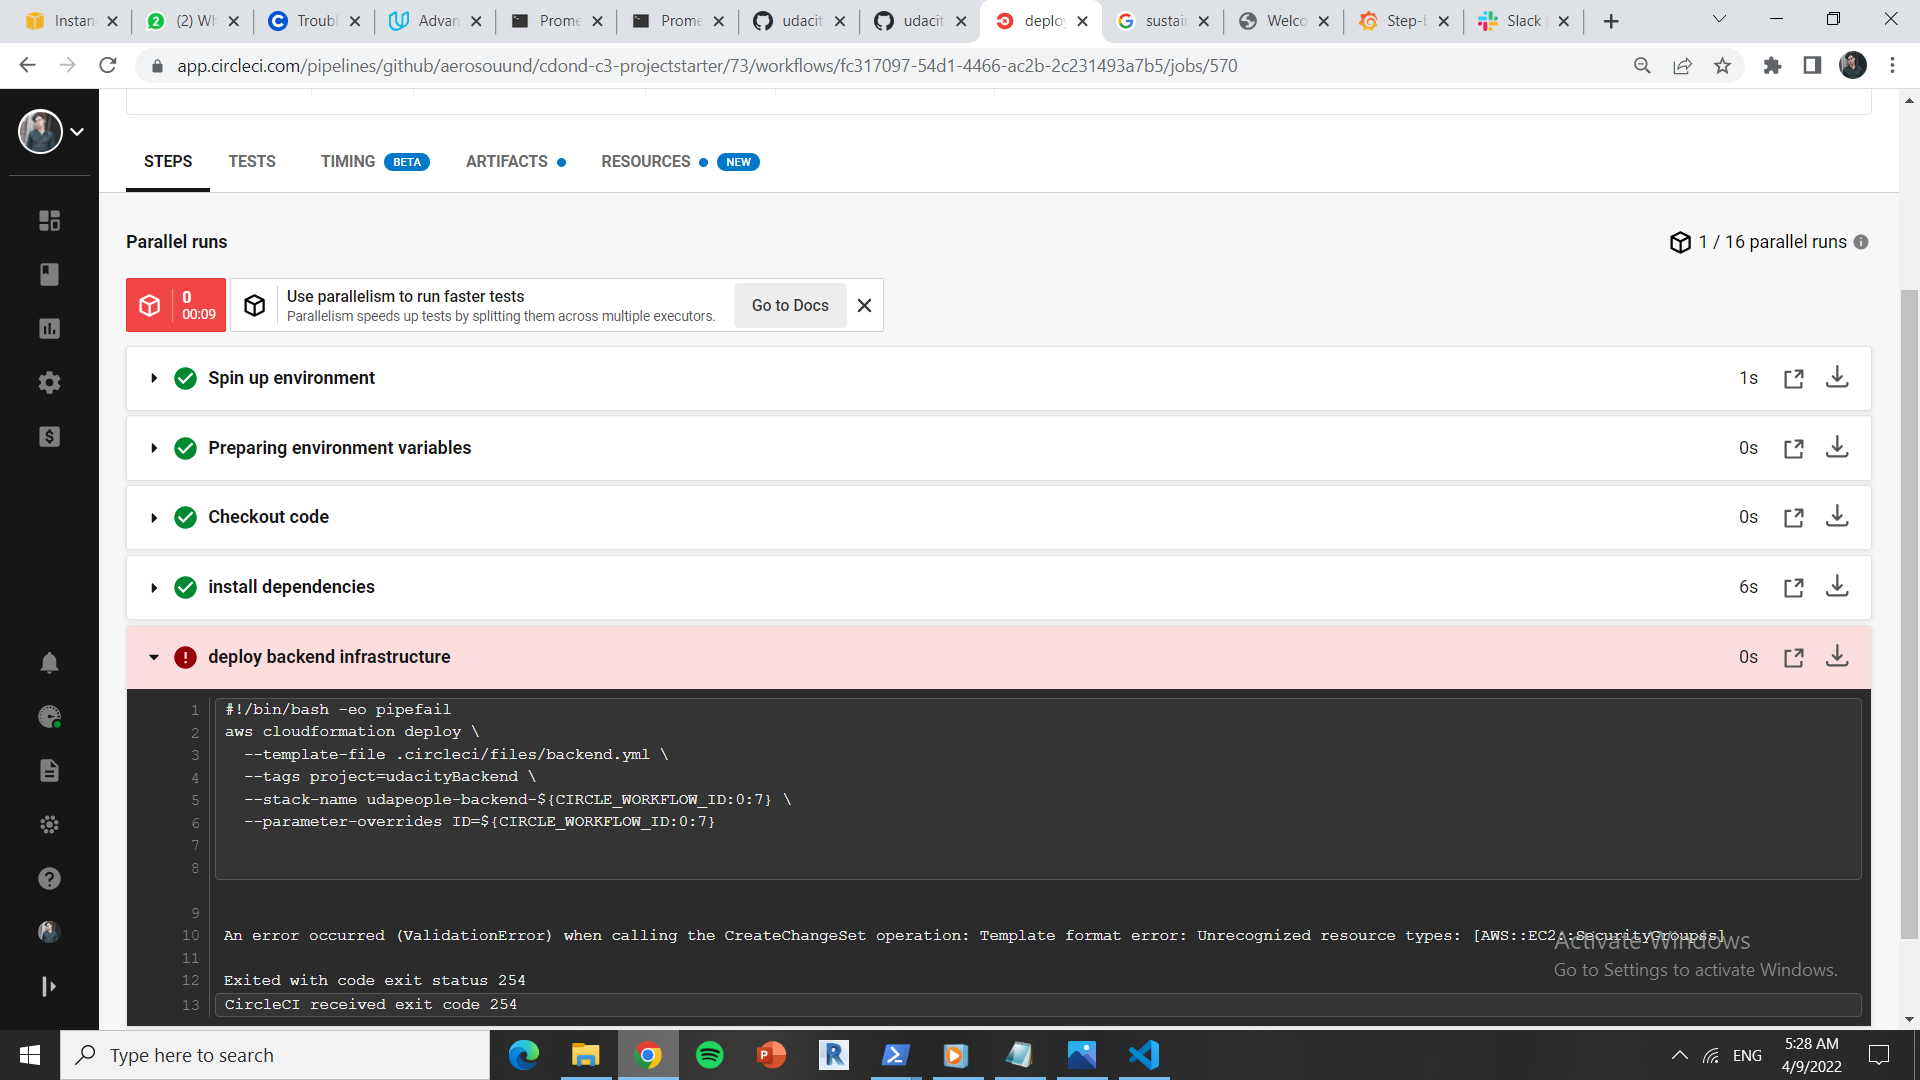 Instan
(2) Wh
Troubl
Advan
Prome
Prome
udacit
udacit
deploy
sustai
Welco
Step-b
Slack
app.circleci.com/pipelines/github/aerosouund/cdond-c3-projectstarter/73/workflows/fc317097-54d1-4466-ac2b-2c231493a7b5/jobs/570
STEPS
TESTS
TIMING BETA
ARTIFACTS
RESOURCES NEW
Parallel runs
1 / 16 parallel runs
0
00:09
Use parallelism to run faster tests
Parallelism speeds up tests by splitting them across multiple executors.
Go to Docs
Spin up environment 1s
Preparing environment variables 0s
Checkout code 0s
install dependencies 6s
deploy backend infrastructure 0s
1 #!/bin/bash -eo pipefail
2 aws cloudformation deploy \
3 --template-file .circleci/files/backend.yml \
4 --tags project=udacityBackend \
5 --stack-name udapeople-backend-${CIRCLE_WORKFLOW_ID:0:7} \
6 --parameter-overrides ID=${CIRCLE_WORKFLOW_ID:0:7}
7
8
9
10 An error occurred (ValidationError) when calling the CreateChangeSet operation: Template format error: Unrecognized resource types: [AWS::EC2::SecurityGroupss]
11
12 Exited with code exit status 254
13 CircleCI received exit code 254
Activate Windows
Go to Settings to activate Windows.
Type here to search
ENG
5:28 AM
4/9/2022